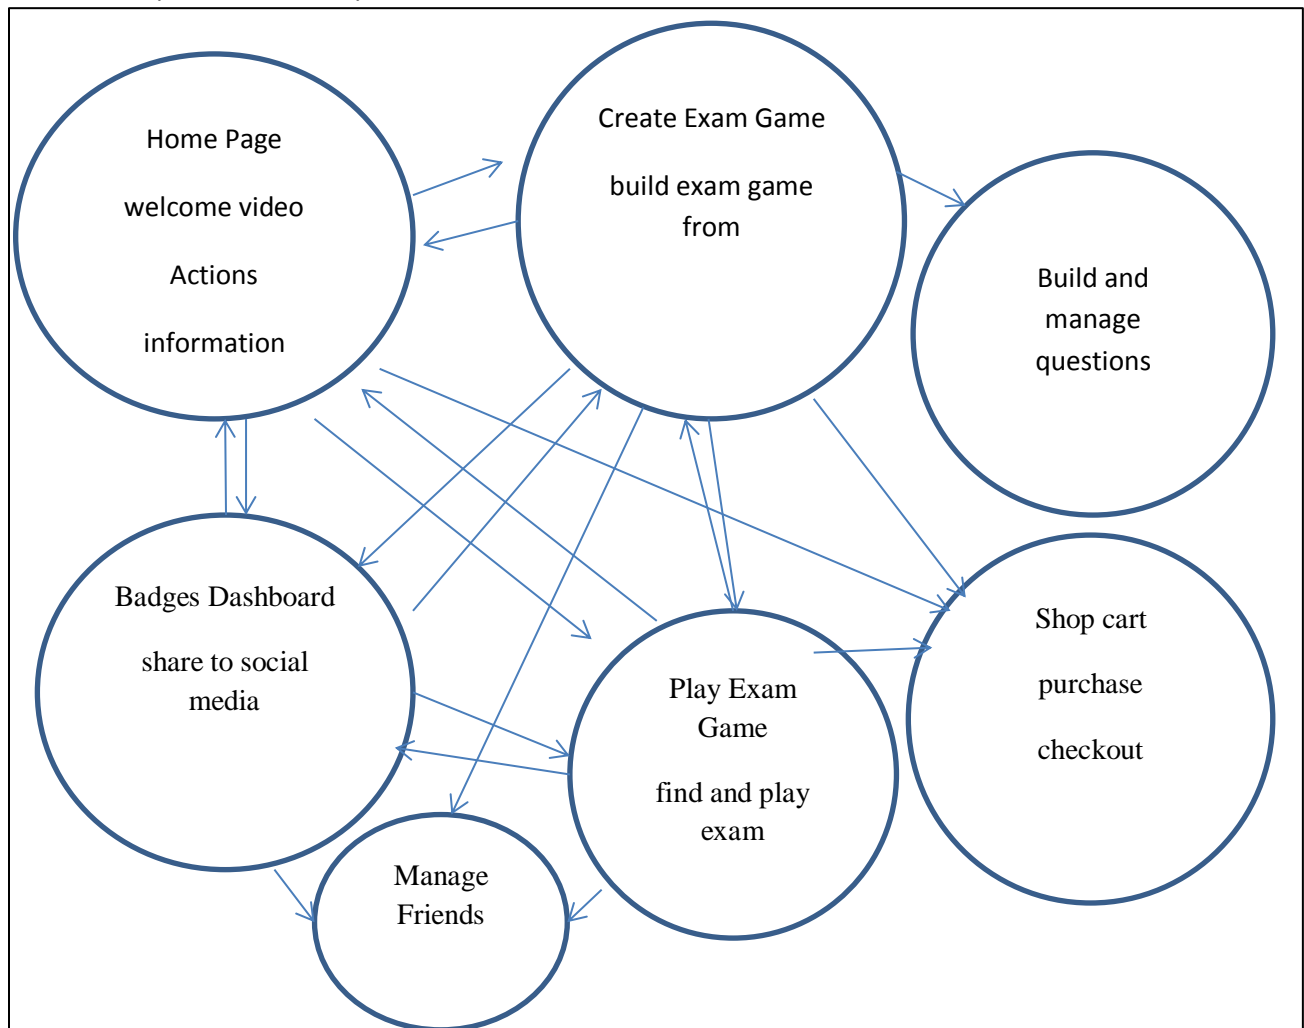 Home Page
welcome video
Actions
information
Create Exam Game
build exam game
from
Build and
manage
questions
Badges Dashboard
share to social
media
Play Exam
Game
find and play
exam
Shop cart
purchase
checkout
Manage
Friends